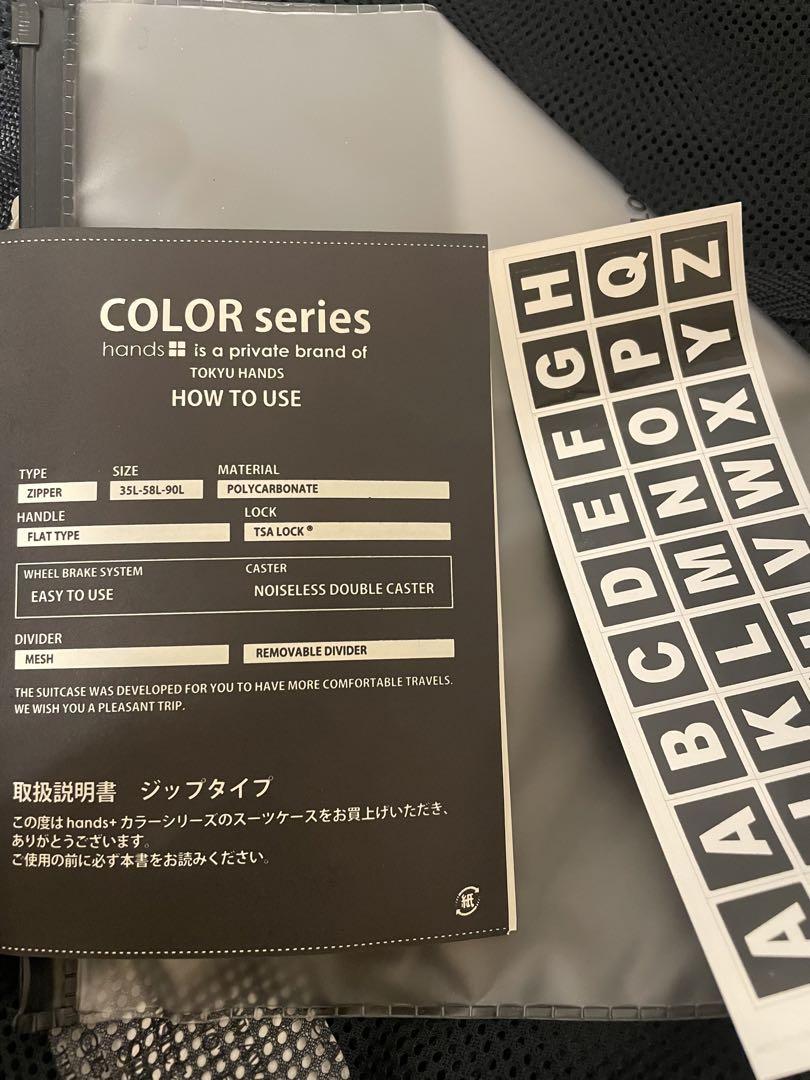 COLOR series
hands+ is a private brand of
TOKYU HANDS
HOW TO USE
TYPE SIZE MATERIAL
ZIPPER 35L-58L-90L POLYCARBONATE
HANDLE LOCK
FLAT TYPE TSA LOCK®
WHEEL BRAKE SYSTEM CASTER
EASY TO USE NOISELESS DOUBLE CASTER
DIVIDER
MESH REMOVABLE DIVIDER
THE SUITCASE WAS DEVELOPED FOR YOU TO HAVE MORE COMFORTABLE TRAVELS.
WE WISH YOU A PLEASANT TRIP.
取扱説明書 ジップタイプ
この度はhands+カラーシリーズのスーツケースをお買上げいただき、
ありがとうございます。
ご使用の前に必ず本書をお読みください。
紙
A B C D E F G H
K L M N O P Q
V W X Y Z